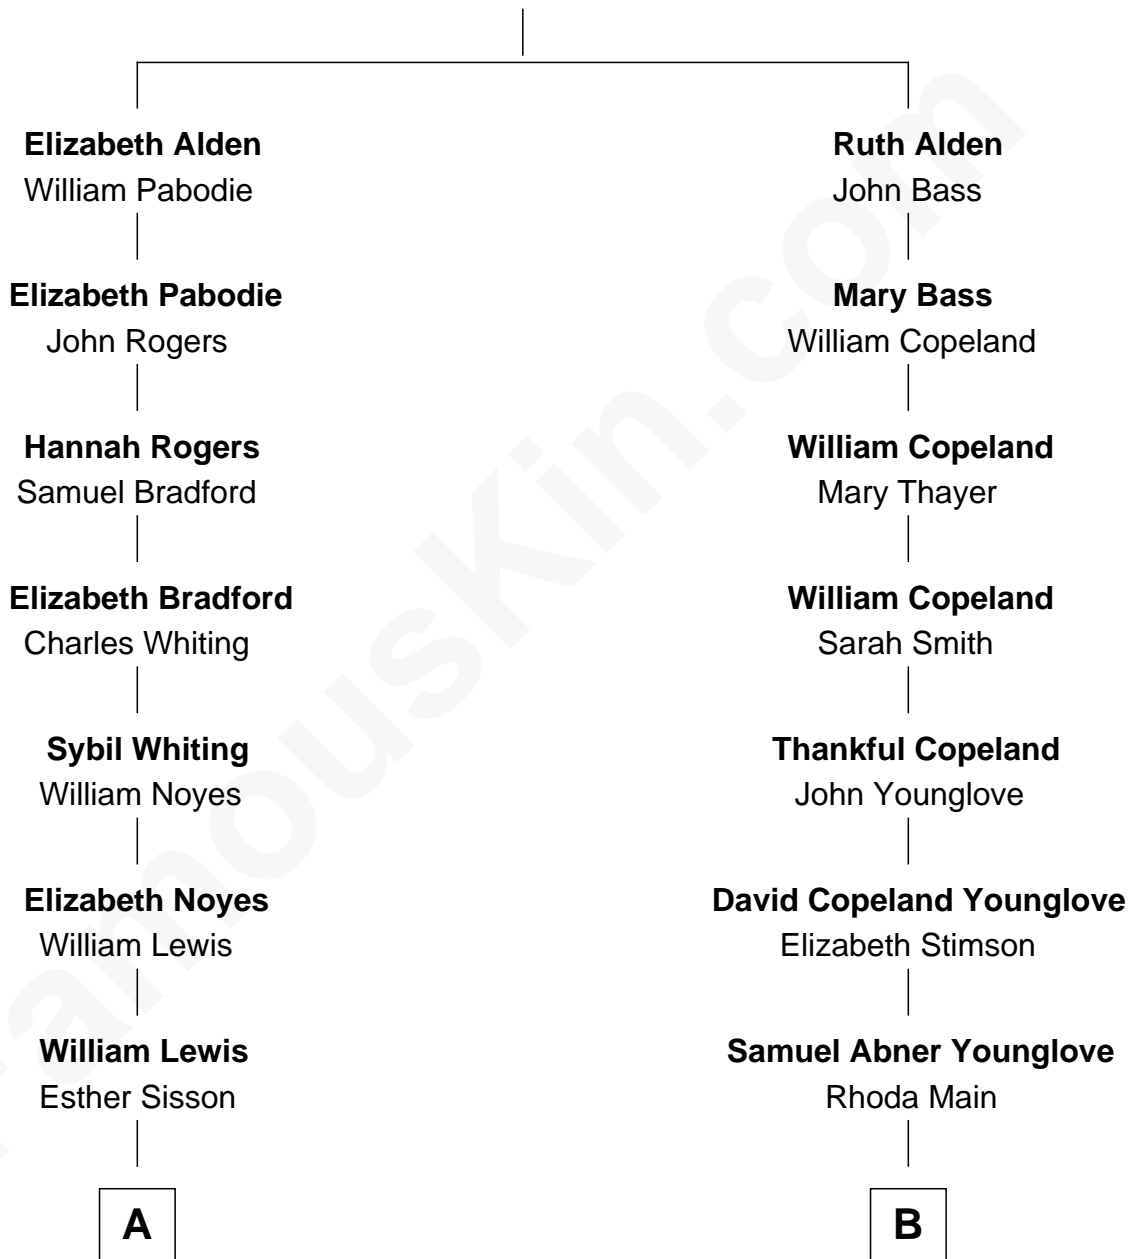 Elizabeth Alden
William Pabodie
Elizabeth Pabodie
John Rogers
Hannah Rogers
Samuel Bradford
Elizabeth Bradford
Charles Whiting
Sybil Whiting
William Noyes
Elizabeth Noyes
William Lewis
William Lewis
Esther Sisson
A
Ruth Alden
John Bass
Mary Bass
William Copeland
William Copeland
Mary Thayer
William Copeland
Sarah Smith
Thankful Copeland
John Younglove
David Copeland Younglove
Elizabeth Stimson
Samuel Abner Younglove
Rhoda Main
B
FamousKin.com